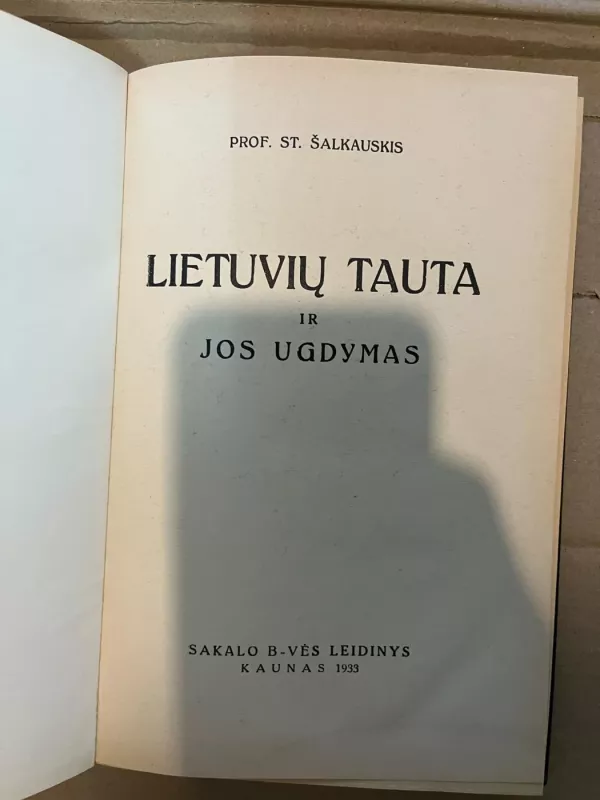 PROF. ST. ŠALKAUSKIS
LIETUVIŲ TAUTA
IR
JOS UGDYMAS
SAKALO B-VĖS LEIDINYS
KAUNAS 1933